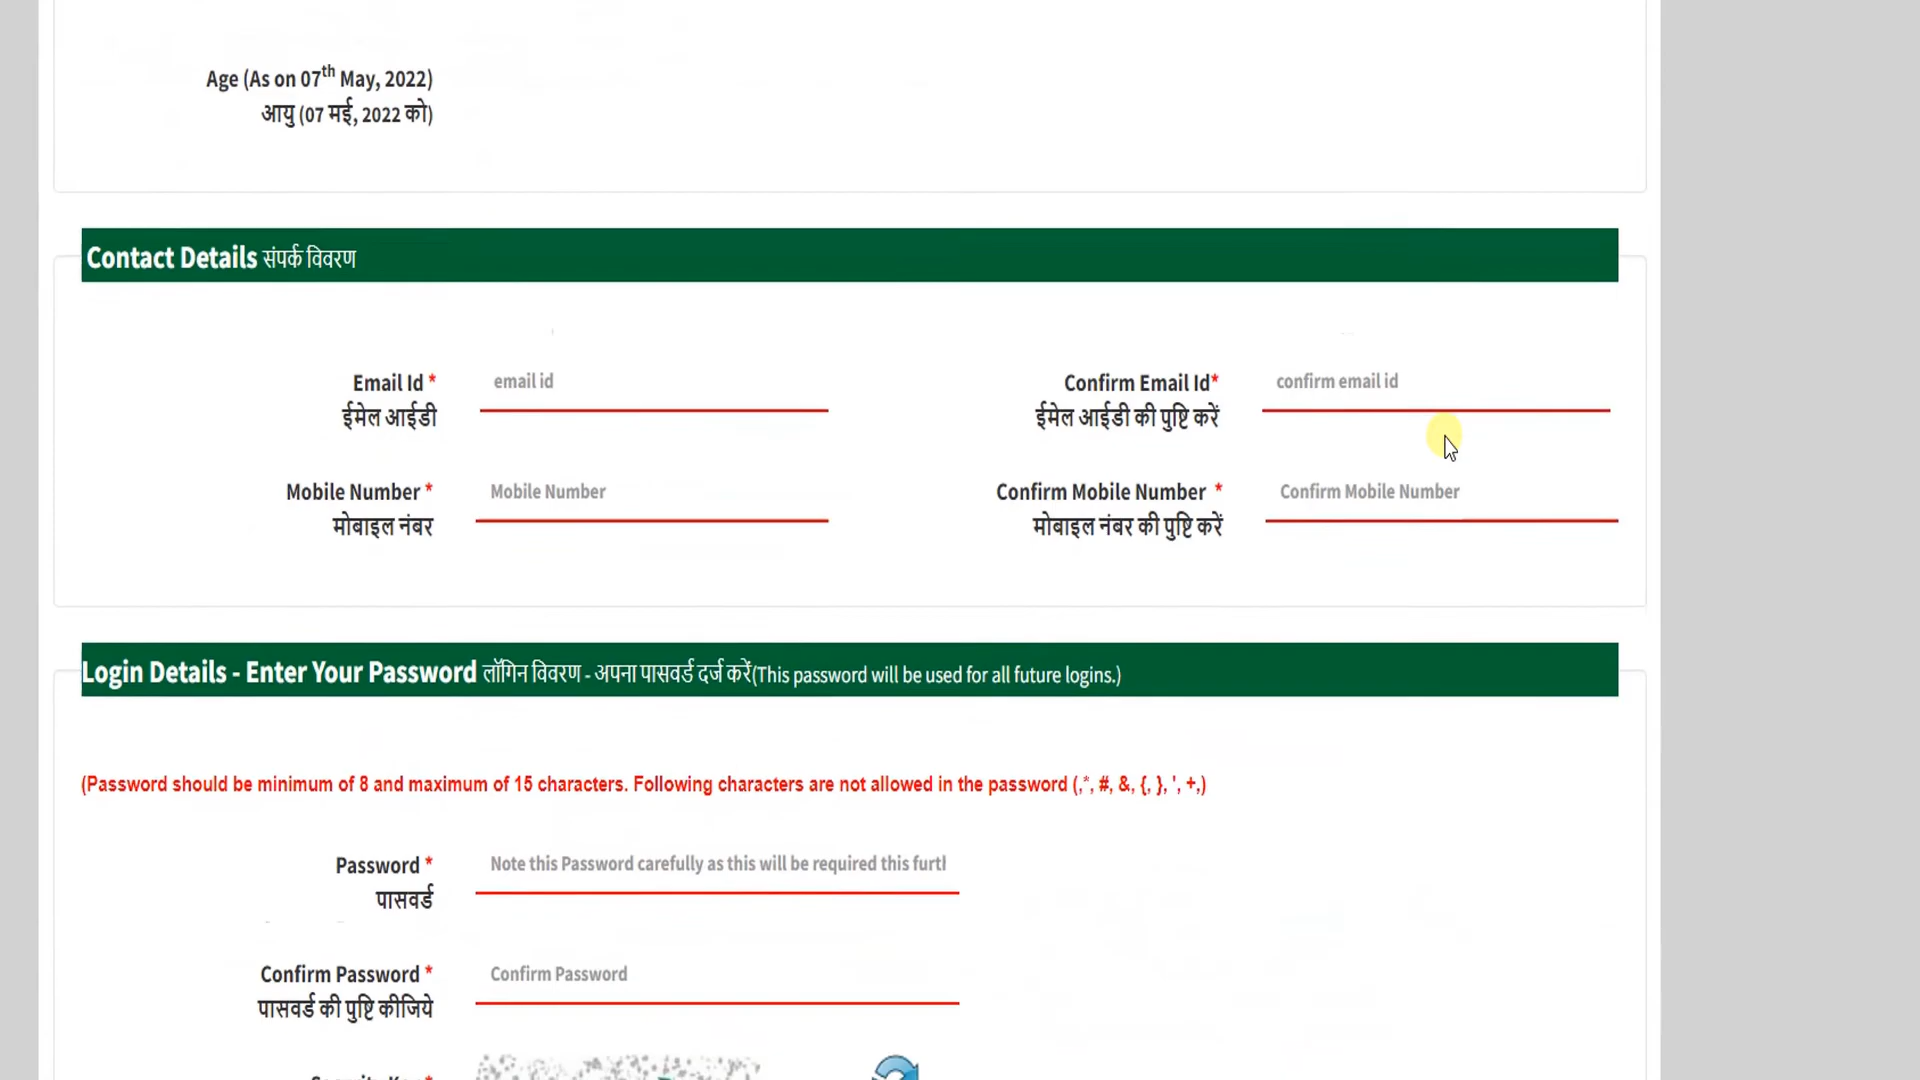 Age (As on 07th May, 2022)
आयु (07 मई, 2022 को)
Contact Details संपर्क विवरण
Email Id * email id Confirm Email Id* confirm email id
ईमेल आईडी ईमेल आईडी की पुष्टि करें
Mobile Number * Mobile Number Confirm Mobile Number * Confirm Mobile Number
मोबाइल नंबर मोबाइल नंबर की पुष्टि करें
Login Details - Enter Your Password लॉगिन विवरण - अपना पासवर्ड दर्ज करें(This password will be used for all future logins.)
(Password should be minimum of 8 and maximum of 15 characters. Following characters are not allowed in the password (,*, #, &, {, }, ', +,)
Password * Note this Password carefully as this will be required this furth
पासवर्ड
Confirm Password * Confirm Password
पासवर्ड की पुष्टि कीजिये